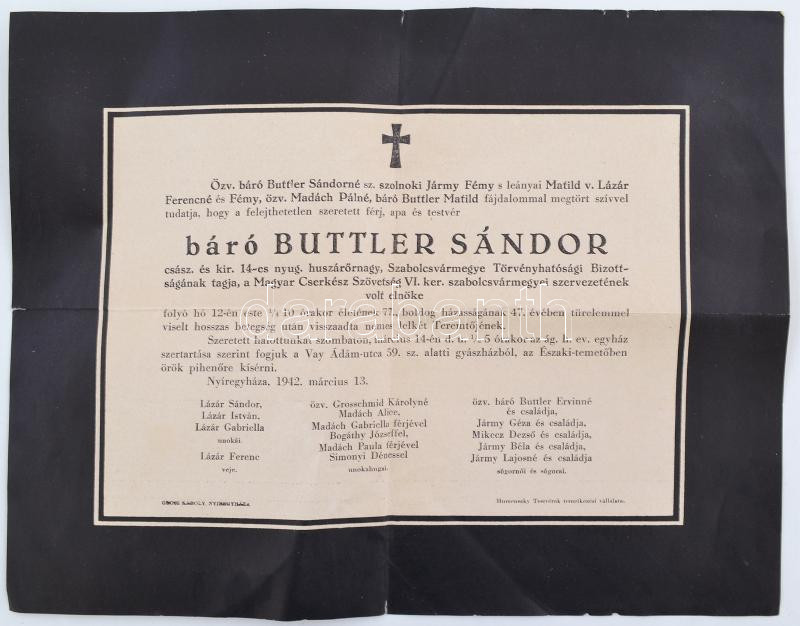 Özv. báró Buttler Sándorné sz. szolnoki Jármy Fémy s leányai Matild v. Lázár
Ferencné és Fémy, özv. Madách Pálné, báró Buttler Matild fájdalommal megtört szívvel
tudatja, hogy a felejthetetlen szeretett férj, apa és testvér
báró BUTTLER SÁNDOR
csász. és kir. 14-es nyug. huszárőrnagy, Szabolcsvármegye Törvényhatósági Bizott-
ságának tagja, a Magyar Cserkész Szövetség VI. ker. szabolcsvármegyei szervezetének
volt elnöke
folyó hó 12-én este 10 órakor életének 77., boldog házasságának 47. évében türelemmel
viselt hosszas betegség után visszaadta nemes lelkét Teremtőjének.
Szeretett halottunkat szombaton, március 14-én d. u. órakor az ág. h. ev. egyház
szertartása szerint fogjuk a Vay Ádám-utca 59. sz. alatti gyászházból, az Északi-temetőben
örök pihenőre kísérni.
Nyíregyháza, 1942. március 13.
Lázár Sándor,
Lázár István,
Lázár Gabriella
unokái.
Lázár Ferenc
veje.
özv. Grosschmid Károlyné
Madách Alice,
Madách Gabriella férjével
Bogáthy Józseffel,
Madách Paula férjével
Simonyi Dénessel
unokahugai.
özv. báró Buttler Ervinné
és családja,
Jármy Géza és családja,
Mikecz Dezső és családja,
Jármy Béla és családja,
Jármy Lajosné és családja
sógornői és sógorai.
KÁROLY, NYIREGYHÁZA
Testvérek temetkezési vállalata.
darabanth